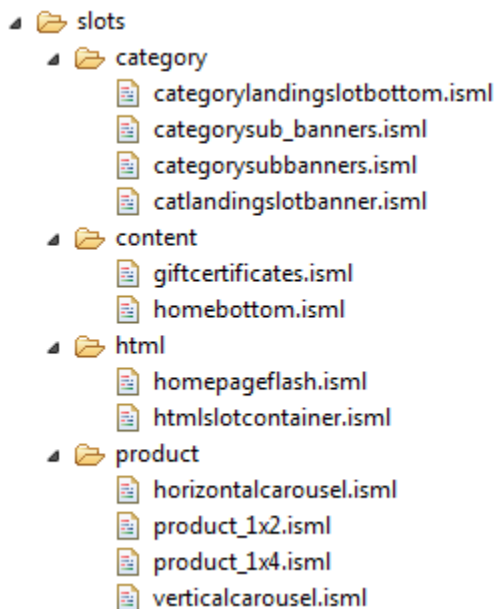 slots
category
categorylandingslotbottom.isml
categorysub_banners.isml
categorysubbanners.isml
catlandingslotbanner.isml
content
giftcertificates.isml
homebottom.isml
html
homepageflash.isml
htmlslotcontainer.isml
product
horizontalcarousel.isml
product_1x2.isml
product_1x4.isml
verticalcarousel.isml